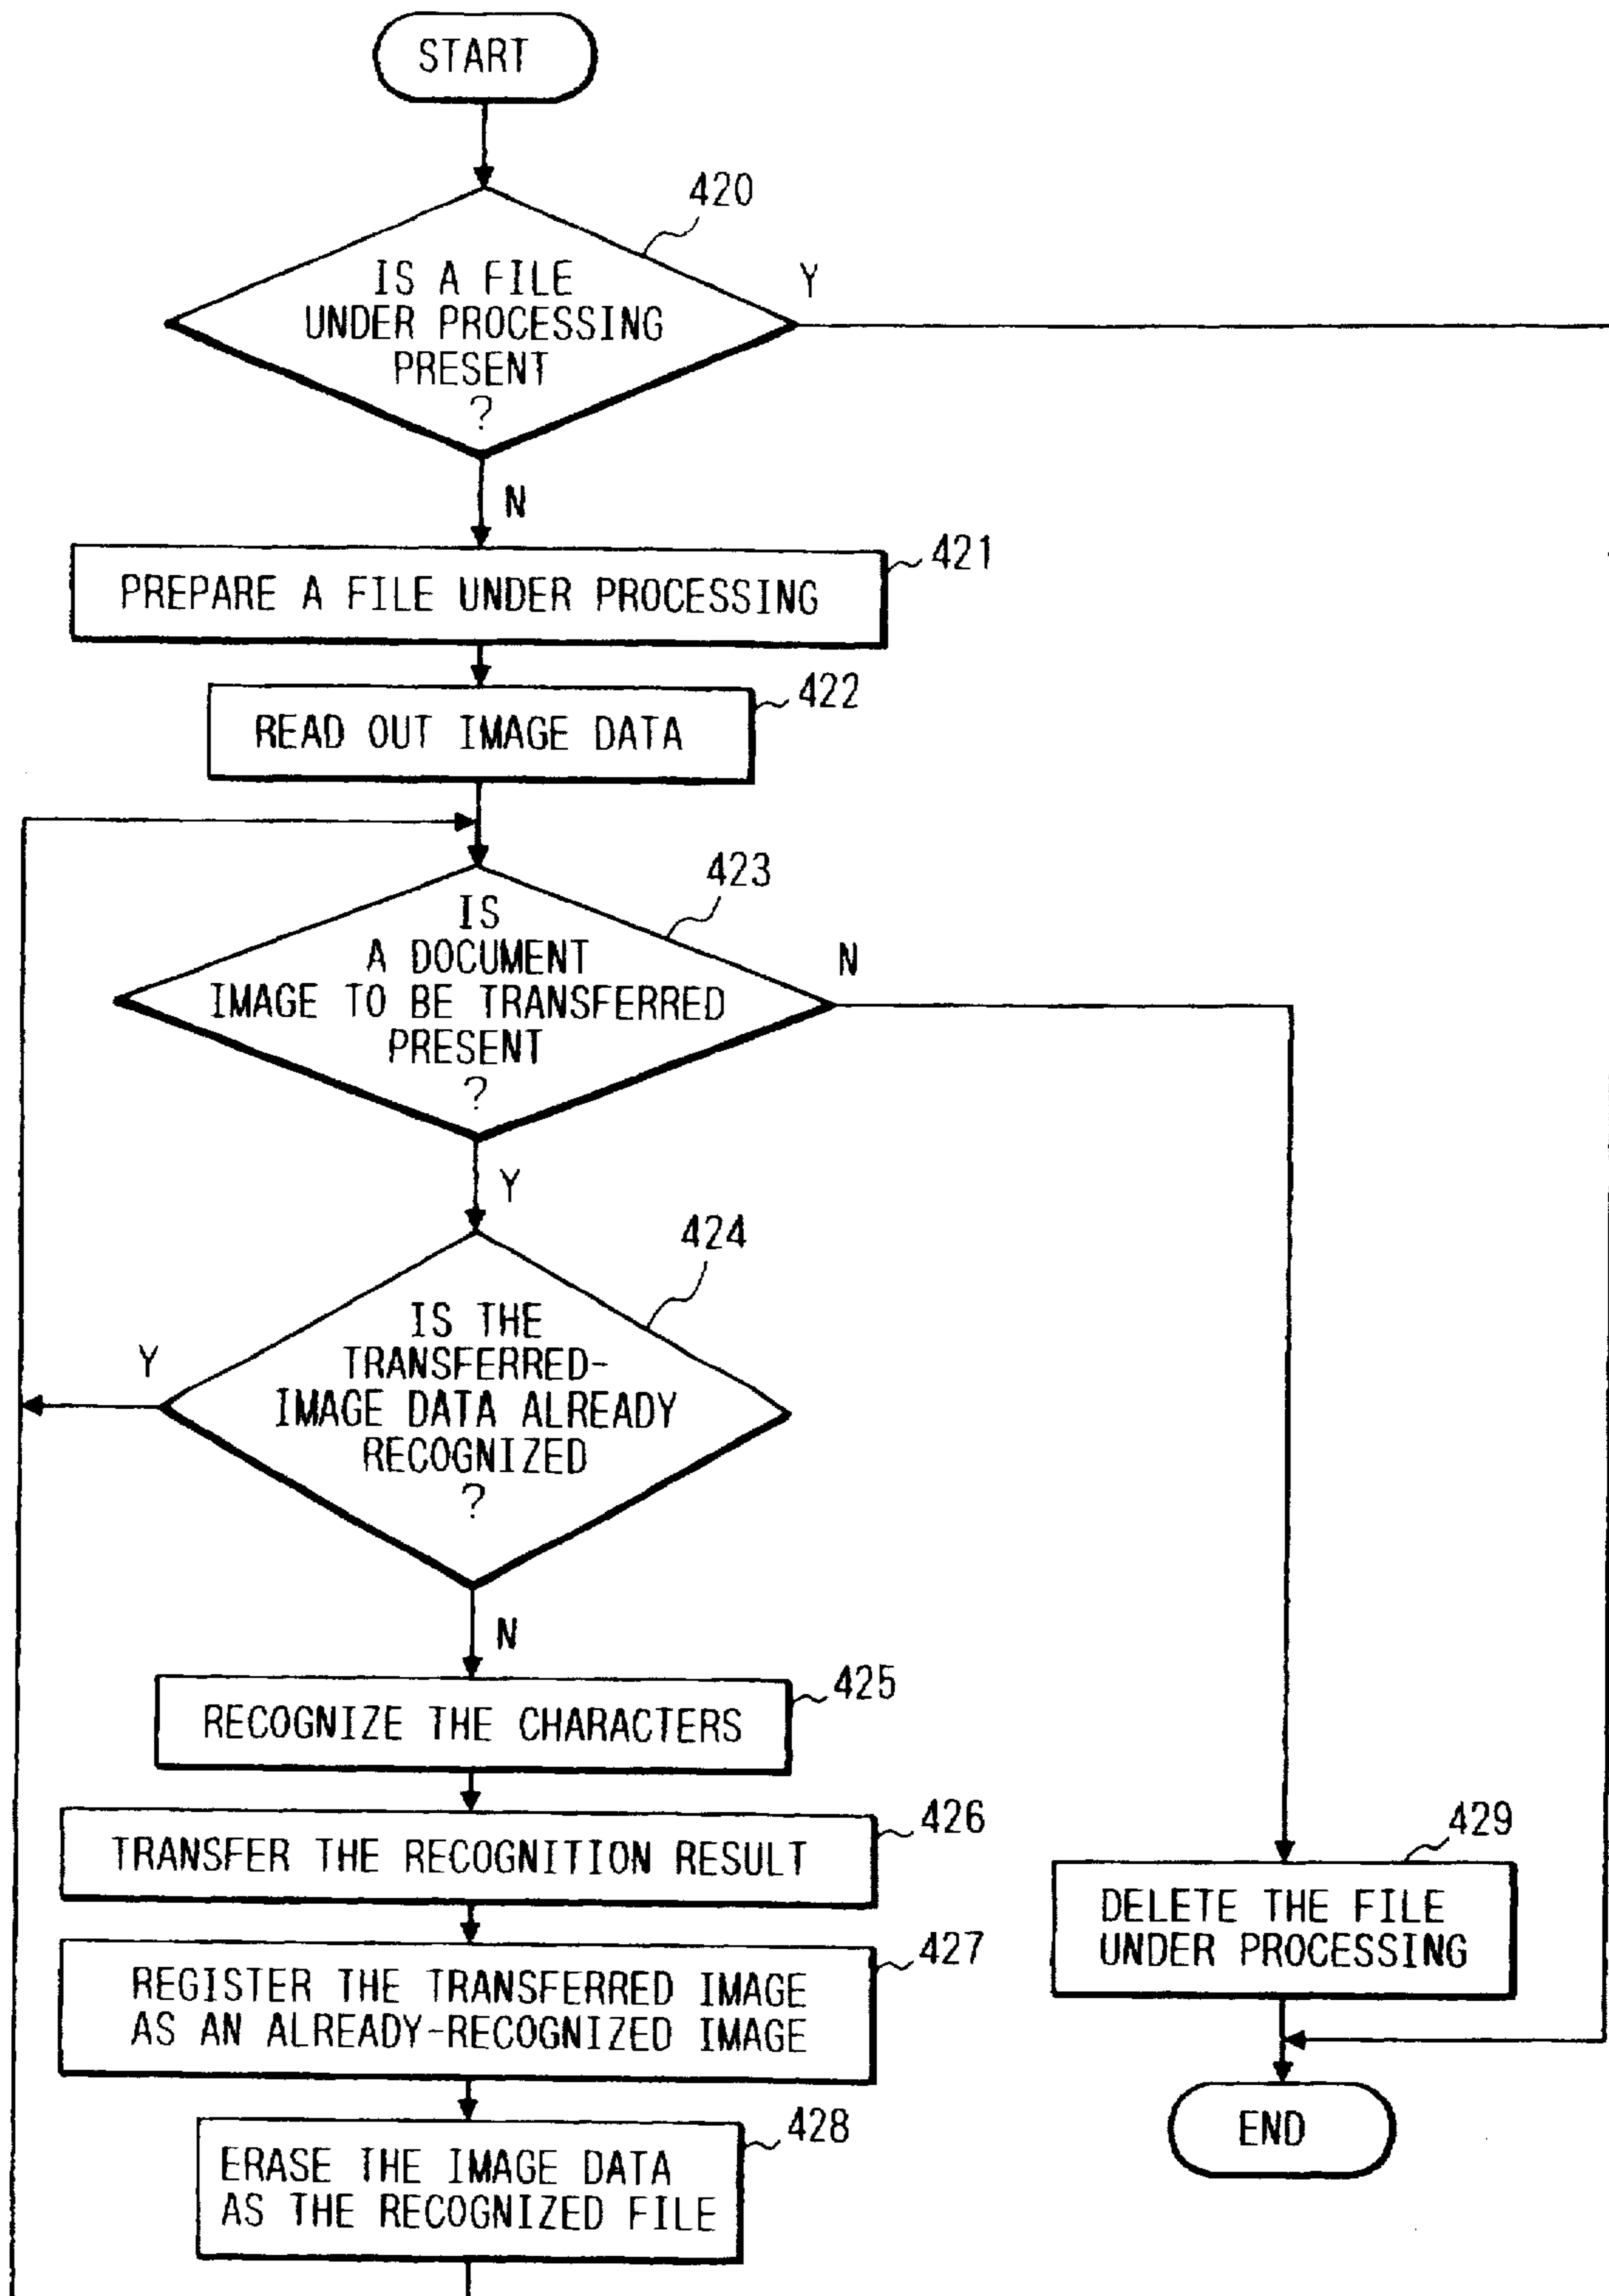 START
420
IS A FILE
UNDER PROCESSING
PRESENT
?
Y
N
421
PREPARE A FILE UNDER PROCESSING
422
READ OUT IMAGE DATA
423
IS
A DOCUMENT
IMAGE TO BE TRANSFERRED
PRESENT
?
N
Y
424
IS THE
TRANSFERRED-
IMAGE DATA ALREADY
RECOGNIZED
?
Y
N
425
RECOGNIZE THE CHARACTERS
426
TRANSFER THE RECOGNITION RESULT
427
REGISTER THE TRANSFERRED IMAGE
AS AN ALREADY-RECOGNIZED IMAGE
428
ERASE THE IMAGE DATA
AS THE RECOGNIZED FILE
429
DELETE THE FILE
UNDER PROCESSING
END